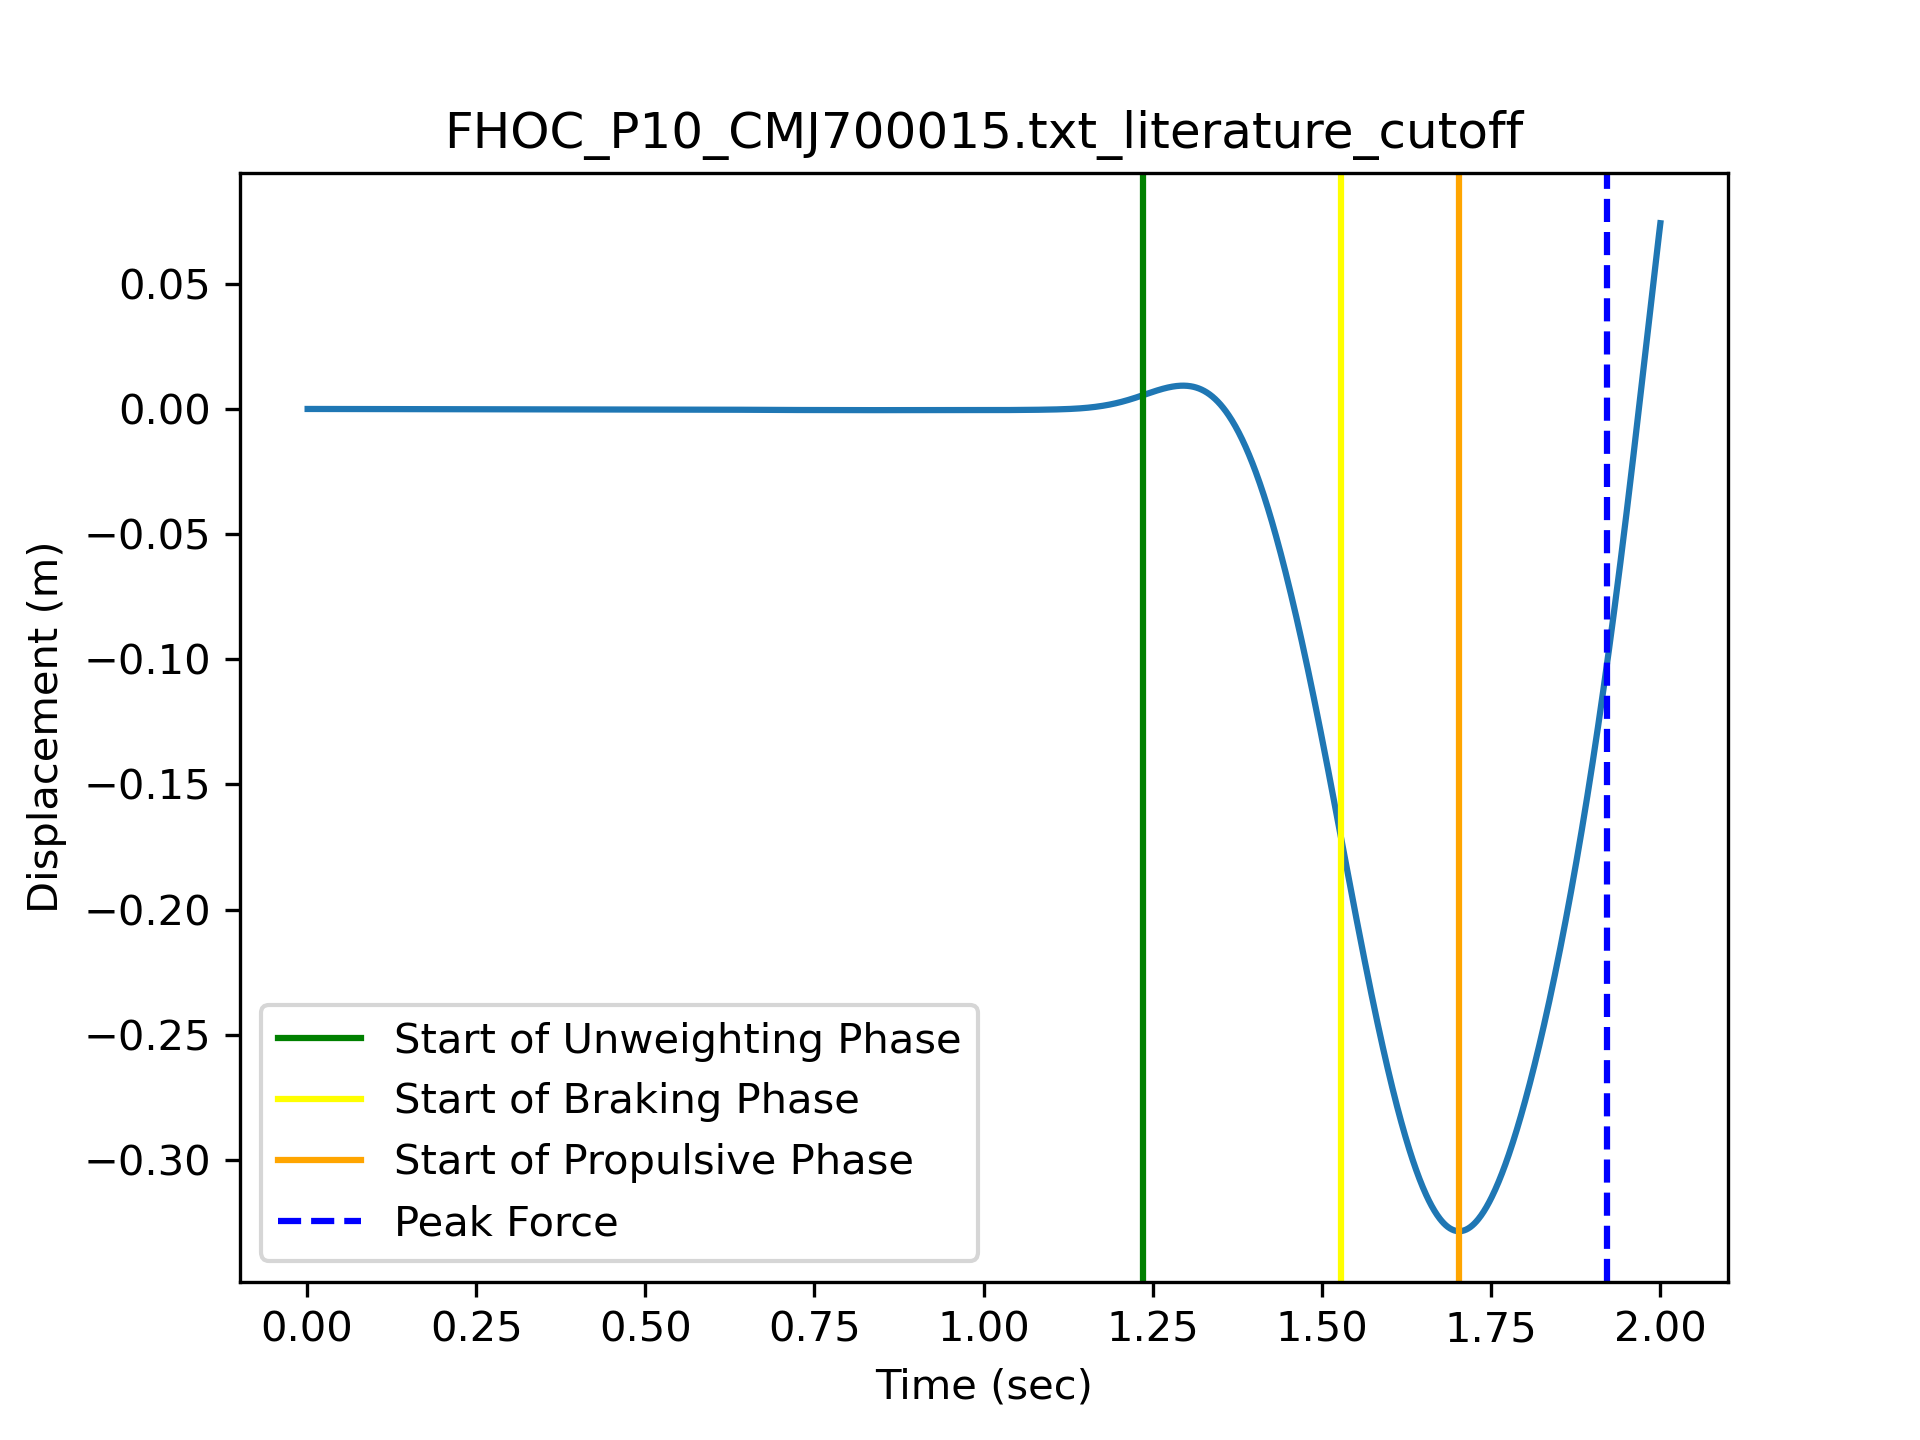 FHOC_P10_CMJ700015.txt_literature_cutoff
0.05
0.00
−0.05
−0.10
−0.15
−0.20
−0.25
−0.30
Displacement (m)
Start of Unweighting Phase
Start of Braking Phase
Start of Propulsive Phase
Peak Force
0.00 0.25 0.50 0.75 1.00 1.25 1.50 1.75 2.00
Time (sec)